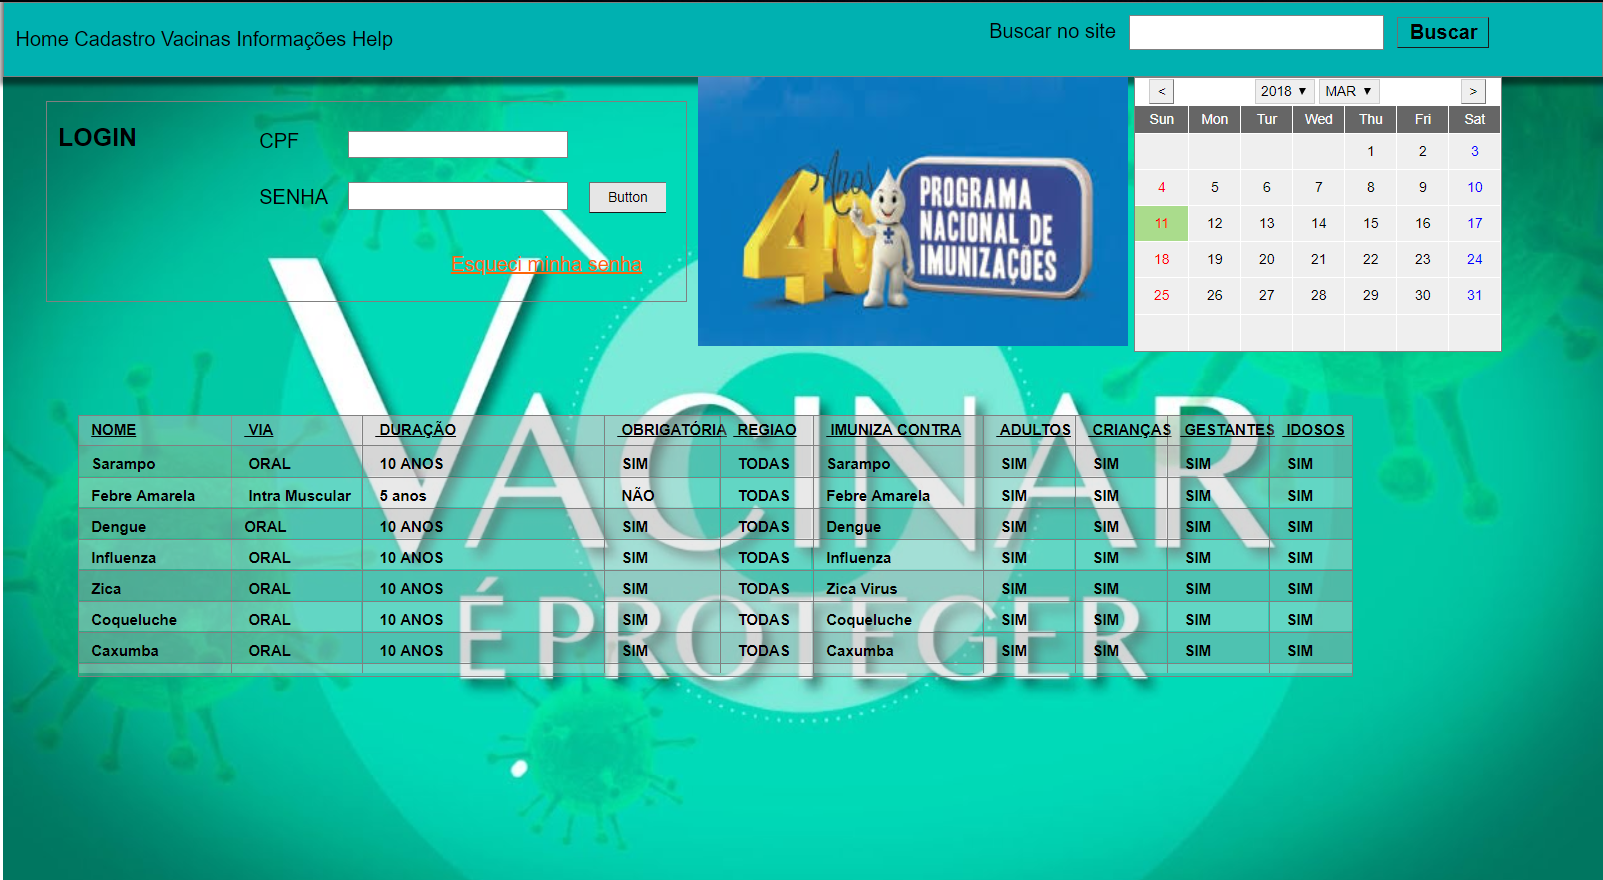 Home Cadastro Vacinas Informações Help
Buscar no site
Buscar
LOGIN
CPF
SENHA
Button
Esqueci minha senha
40 Anos
PROGRAMA
NACIONAL DE
IMUNIZAÇÕES
< 2018 ▼ MAR ▼ >
Sun Mon Tur Wed Thu Fri Sat
1 2 3
4 5 6 7 8 9 10
11 12 13 14 15 16 17
18 19 20 21 22 23 24
25 26 27 28 29 30 31
VACINAR
É PROTEGER
NOME VIA DURAÇÃO OBRIGATÓRIA REGIAO IMUNIZA CONTRA ADULTOS CRIANÇAS GESTANTES IDOSOS
Sarampo ORAL 10 ANOS SIM TODAS Sarampo SIM SIM SIM SIM
Febre Amarela Intra Muscular 5 anos NÃO TODAS Febre Amarela SIM SIM SIM SIM
Dengue ORAL 10 ANOS SIM TODAS Dengue SIM SIM SIM SIM
Influenza ORAL 10 ANOS SIM TODAS Influenza SIM SIM SIM SIM
Zica ORAL 10 ANOS SIM TODAS Zica Virus SIM SIM SIM SIM
Coqueluche ORAL 10 ANOS SIM TODAS Coqueluche SIM SIM SIM SIM
Caxumba ORAL 10 ANOS SIM TODAS Caxumba SIM SIM SIM SIM